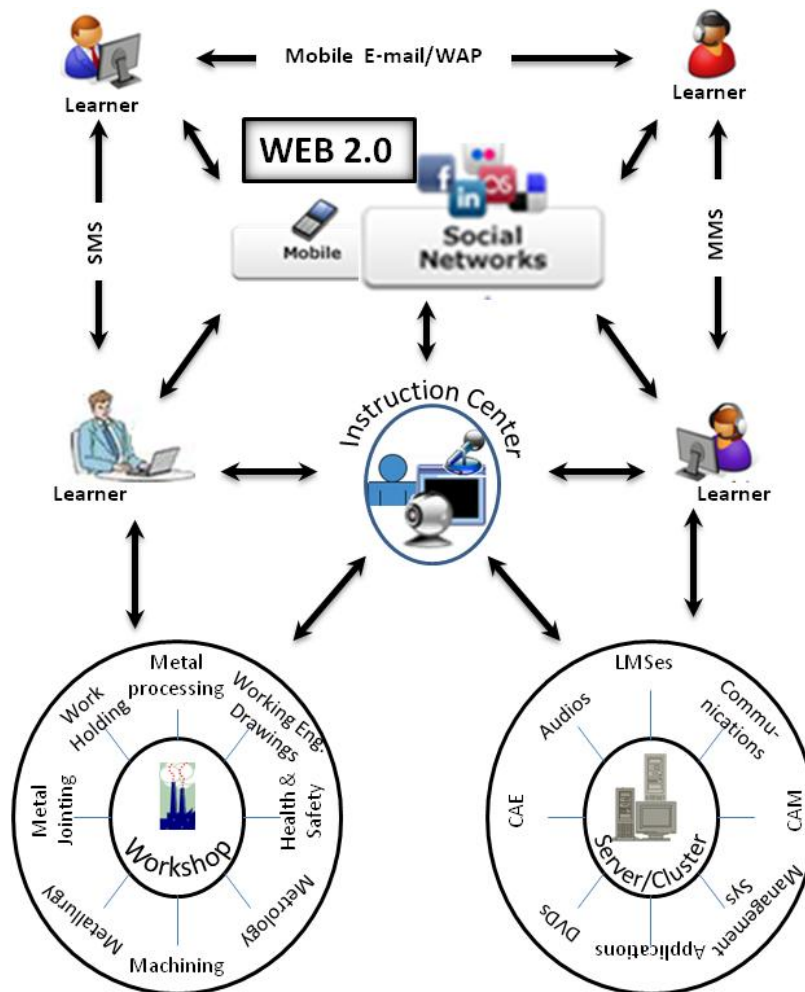 Mobile E-mail/WAP
Learner
Learner
WEB 2.0
f
in
OS
SMS
MMS
Mobile
Social
Networks
Instruction Center
Learner
Learner
Metal
processing
Working Eng.
Drawings
Health &
Safety
Metrology
Machining
Metallurgy
Metal
Jointing
Work
Holding
Workshop
LMSes
Commu-
nications
CAM
Management
Sys
Applications
DVDs
CAE
Audios
Server/Cluster